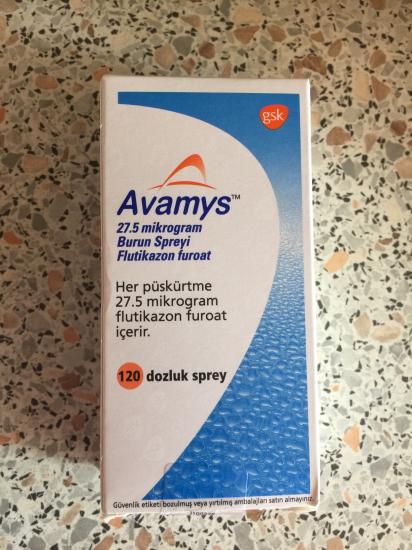 gsk
Avamys™
27.5 mikrogram
Burun Spreyi
Flutikazon furoat
Her püskürtme
27.5 mikrogram
flutikazon furoat
içerir.
120 dozluk sprey
Güvenlik etiketi bozulmuş veya yırtılmış ambalajları satın almayınız.